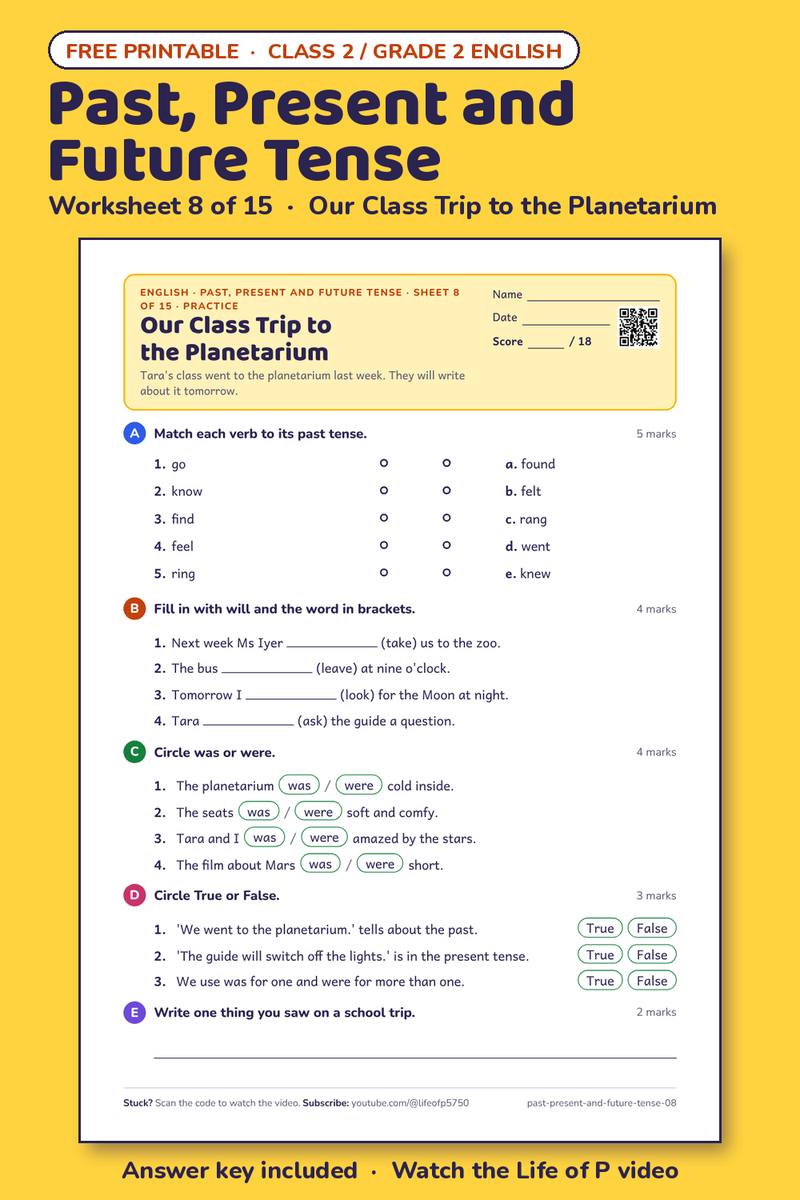 FREE PRINTABLE · CLASS 2 / GRADE 2 ENGLISH
Past, Present and
Future Tense
Worksheet 8 of 15 · Our Class Trip to the Planetarium
ENGLISH · PAST, PRESENT AND FUTURE TENSE · SHEET 8
OF 15 · PRACTICE
Our Class Trip to
the Planetarium
Tara's class went to the planetarium last week. They will write
about it tomorrow.
Name ____________
Date ____________
Score ______ / 18
A Match each verb to its past tense. 5 marks
1. go a. found
2. know b. felt
3. find c. rang
4. feel d. went
5. ring e. knew
B Fill in with will and the word in brackets. 4 marks
1. Next week Ms Iyer ____________ (take) us to the zoo.
2. The bus ____________ (leave) at nine o'clock.
3. Tomorrow I ____________ (look) for the Moon at night.
4. Tara ____________ (ask) the guide a question.
C Circle was or were. 4 marks
1. The planetarium was / were cold inside.
2. The seats was / were soft and comfy.
3. Tara and I was / were amazed by the stars.
4. The film about Mars was / were short.
D Circle True or False. 3 marks
1. 'We went to the planetarium.' tells about the past. True False
2. 'The guide will switch off the lights.' is in the present tense. True False
3. We use was for one and were for more than one. True False
E Write one thing you saw on a school trip. 2 marks
Stuck? Scan the code to watch the video. Subscribe: youtube.com/@lifeofp5750 past-present-and-future-tense-08
Answer key included · Watch the Life of P video